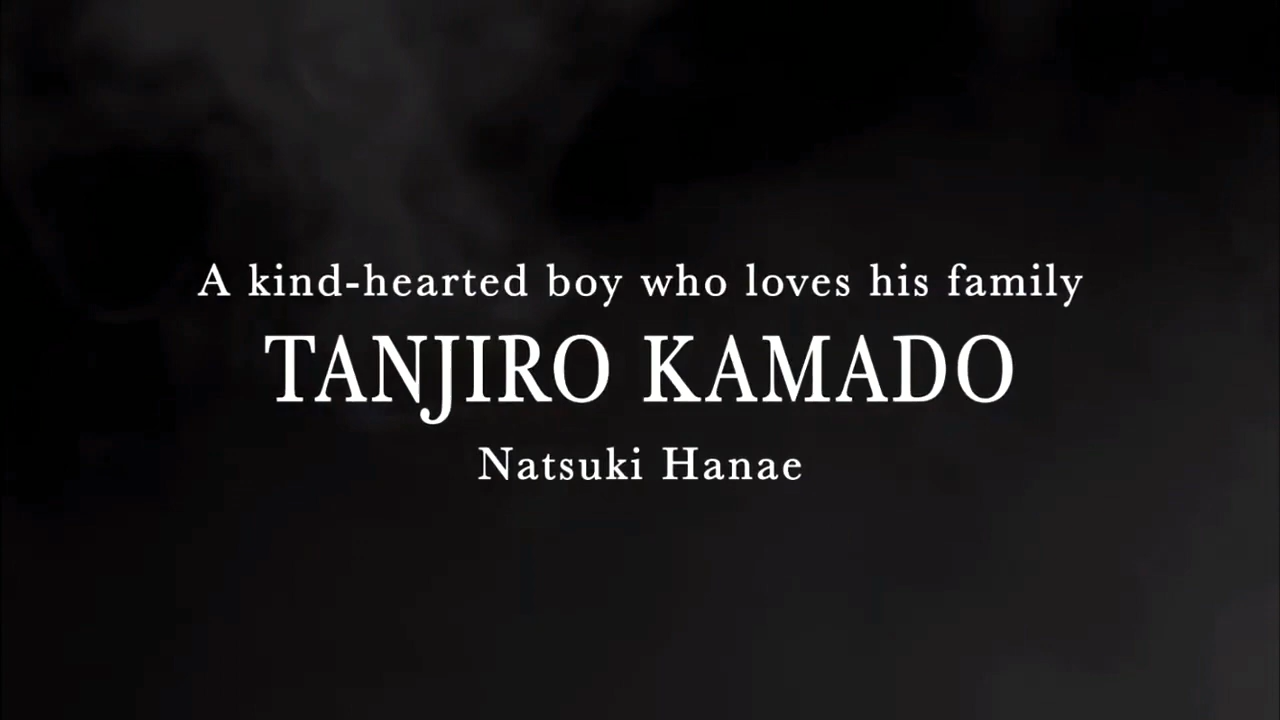 A kind-hearted boy who loves his family
TANJIRO KAMADO
Natsuki Hanae